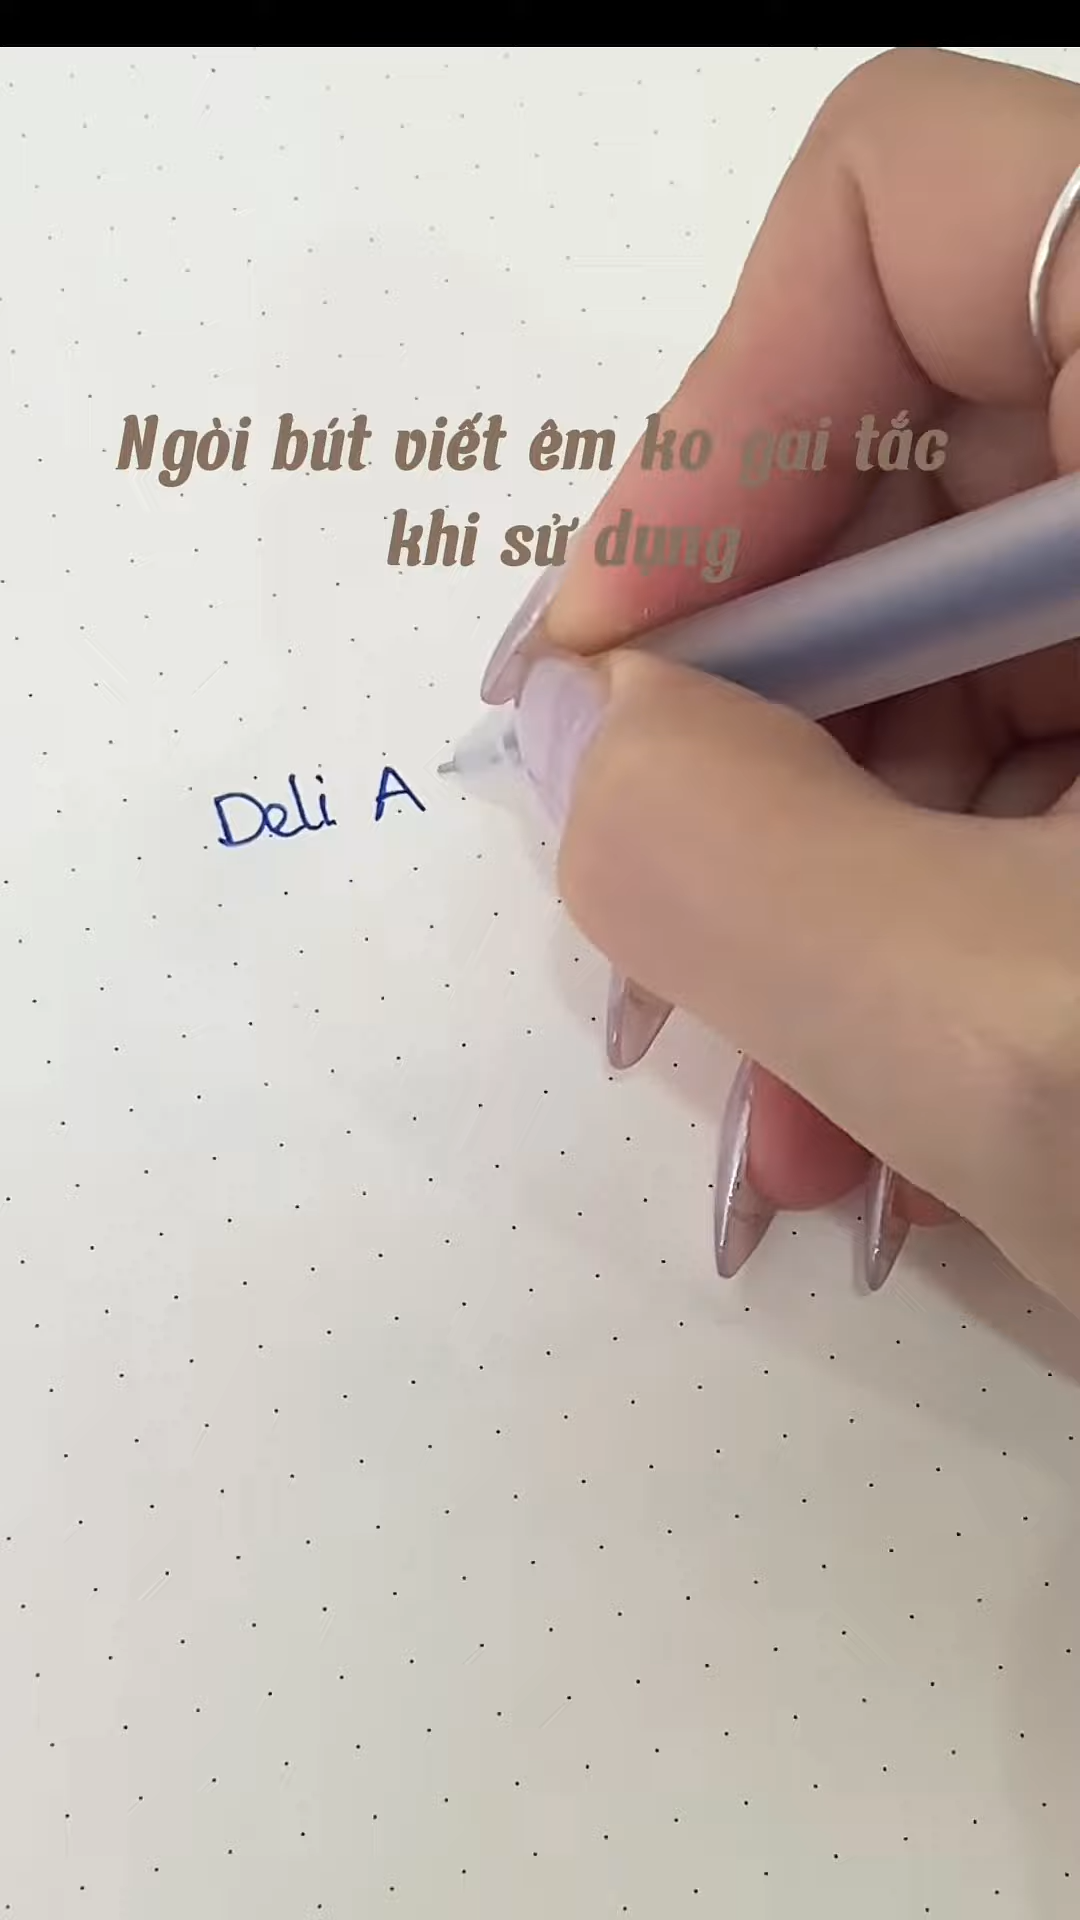 Ngòi bút viết êm ko gai tắc
khi sử dụng
Deli A